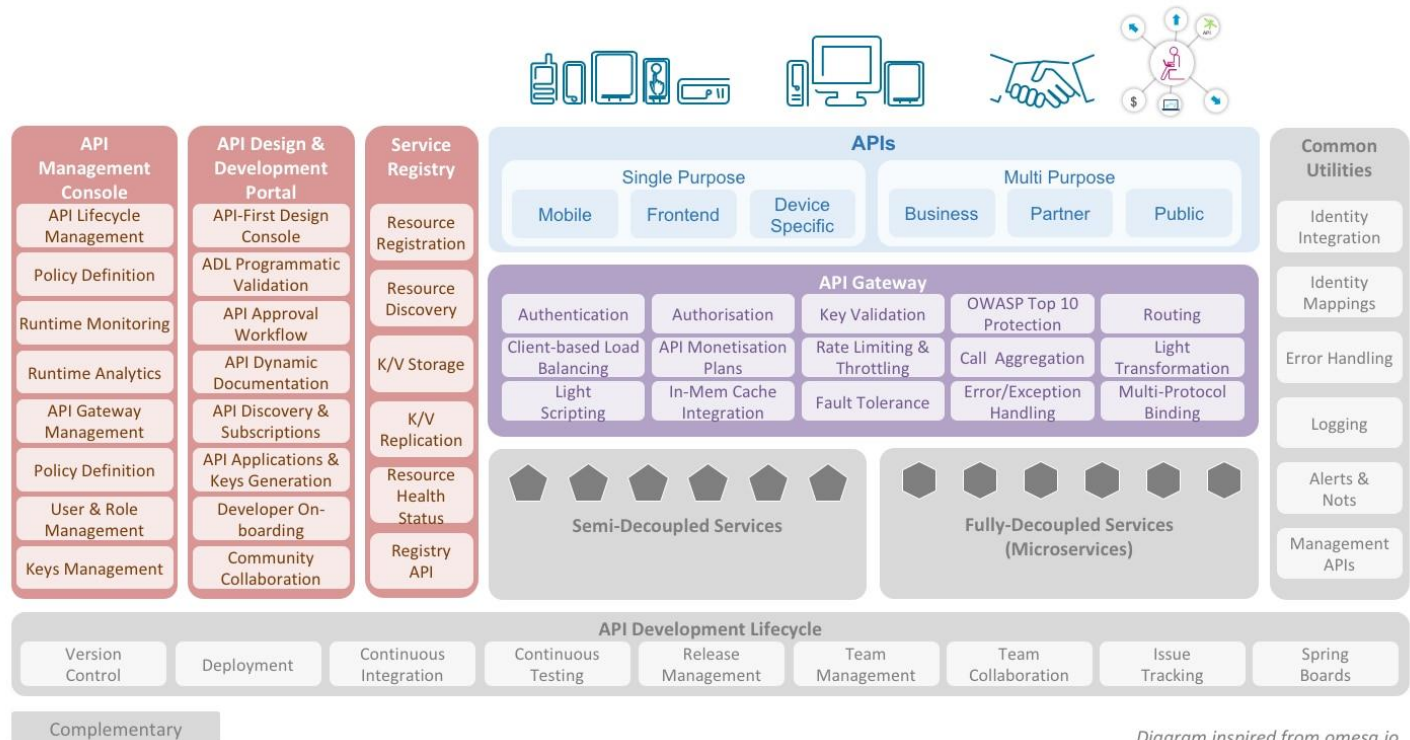 API
API
Management
Console
API Lifecycle
Management
Policy Definition
Runtime Monitoring
Runtime Analytics
API Gateway
Management
Policy Definition
User & Role
Management
Keys Management
API Design &
Development
Portal
API-First Design
Console
ADL Programmatic
Validation
API Approval
Workflow
API Dynamic
Documentation
API Discovery &
Subscriptions
API Applications &
Keys Generation
Developer On-
boarding
Community
Collaboration
Service
Registry
Resource
Registration
Resource
Discovery
K/V Storage
K/V
Replication
Resource
Health
Status
Registry
API
$
APIs
Single Purpose
Mobile
Frontend
Device
Specific
Multi Purpose
Business
Partner
Public
API Gateway
Authentication
Authorisation
Key Validation
OWASP Top 10
Protection
Routing
Client-based Load
Balancing
API Monetisation
Plans
Rate Limiting &
Throttling
Call Aggregation
Light
Transformation
Light
Scripting
In-Mem Cache
Integration
Fault Tolerance
Error/Exception
Handling
Multi-Protocol
Binding
Semi-Decoupled Services
Fully-Decoupled Services
(Microservices)
Common
Utilities
Identity
Integration
Identity
Mappings
Error Handling
Logging
Alerts &
Nots
Management
APIs
API Development Lifecycle
Version
Control
Deployment
Continuous
Integration
Continuous
Testing
Release
Management
Team
Management
Team
Collaboration
Issue
Tracking
Spring
Boards
Complementary
Diagram inspired from omesa.io